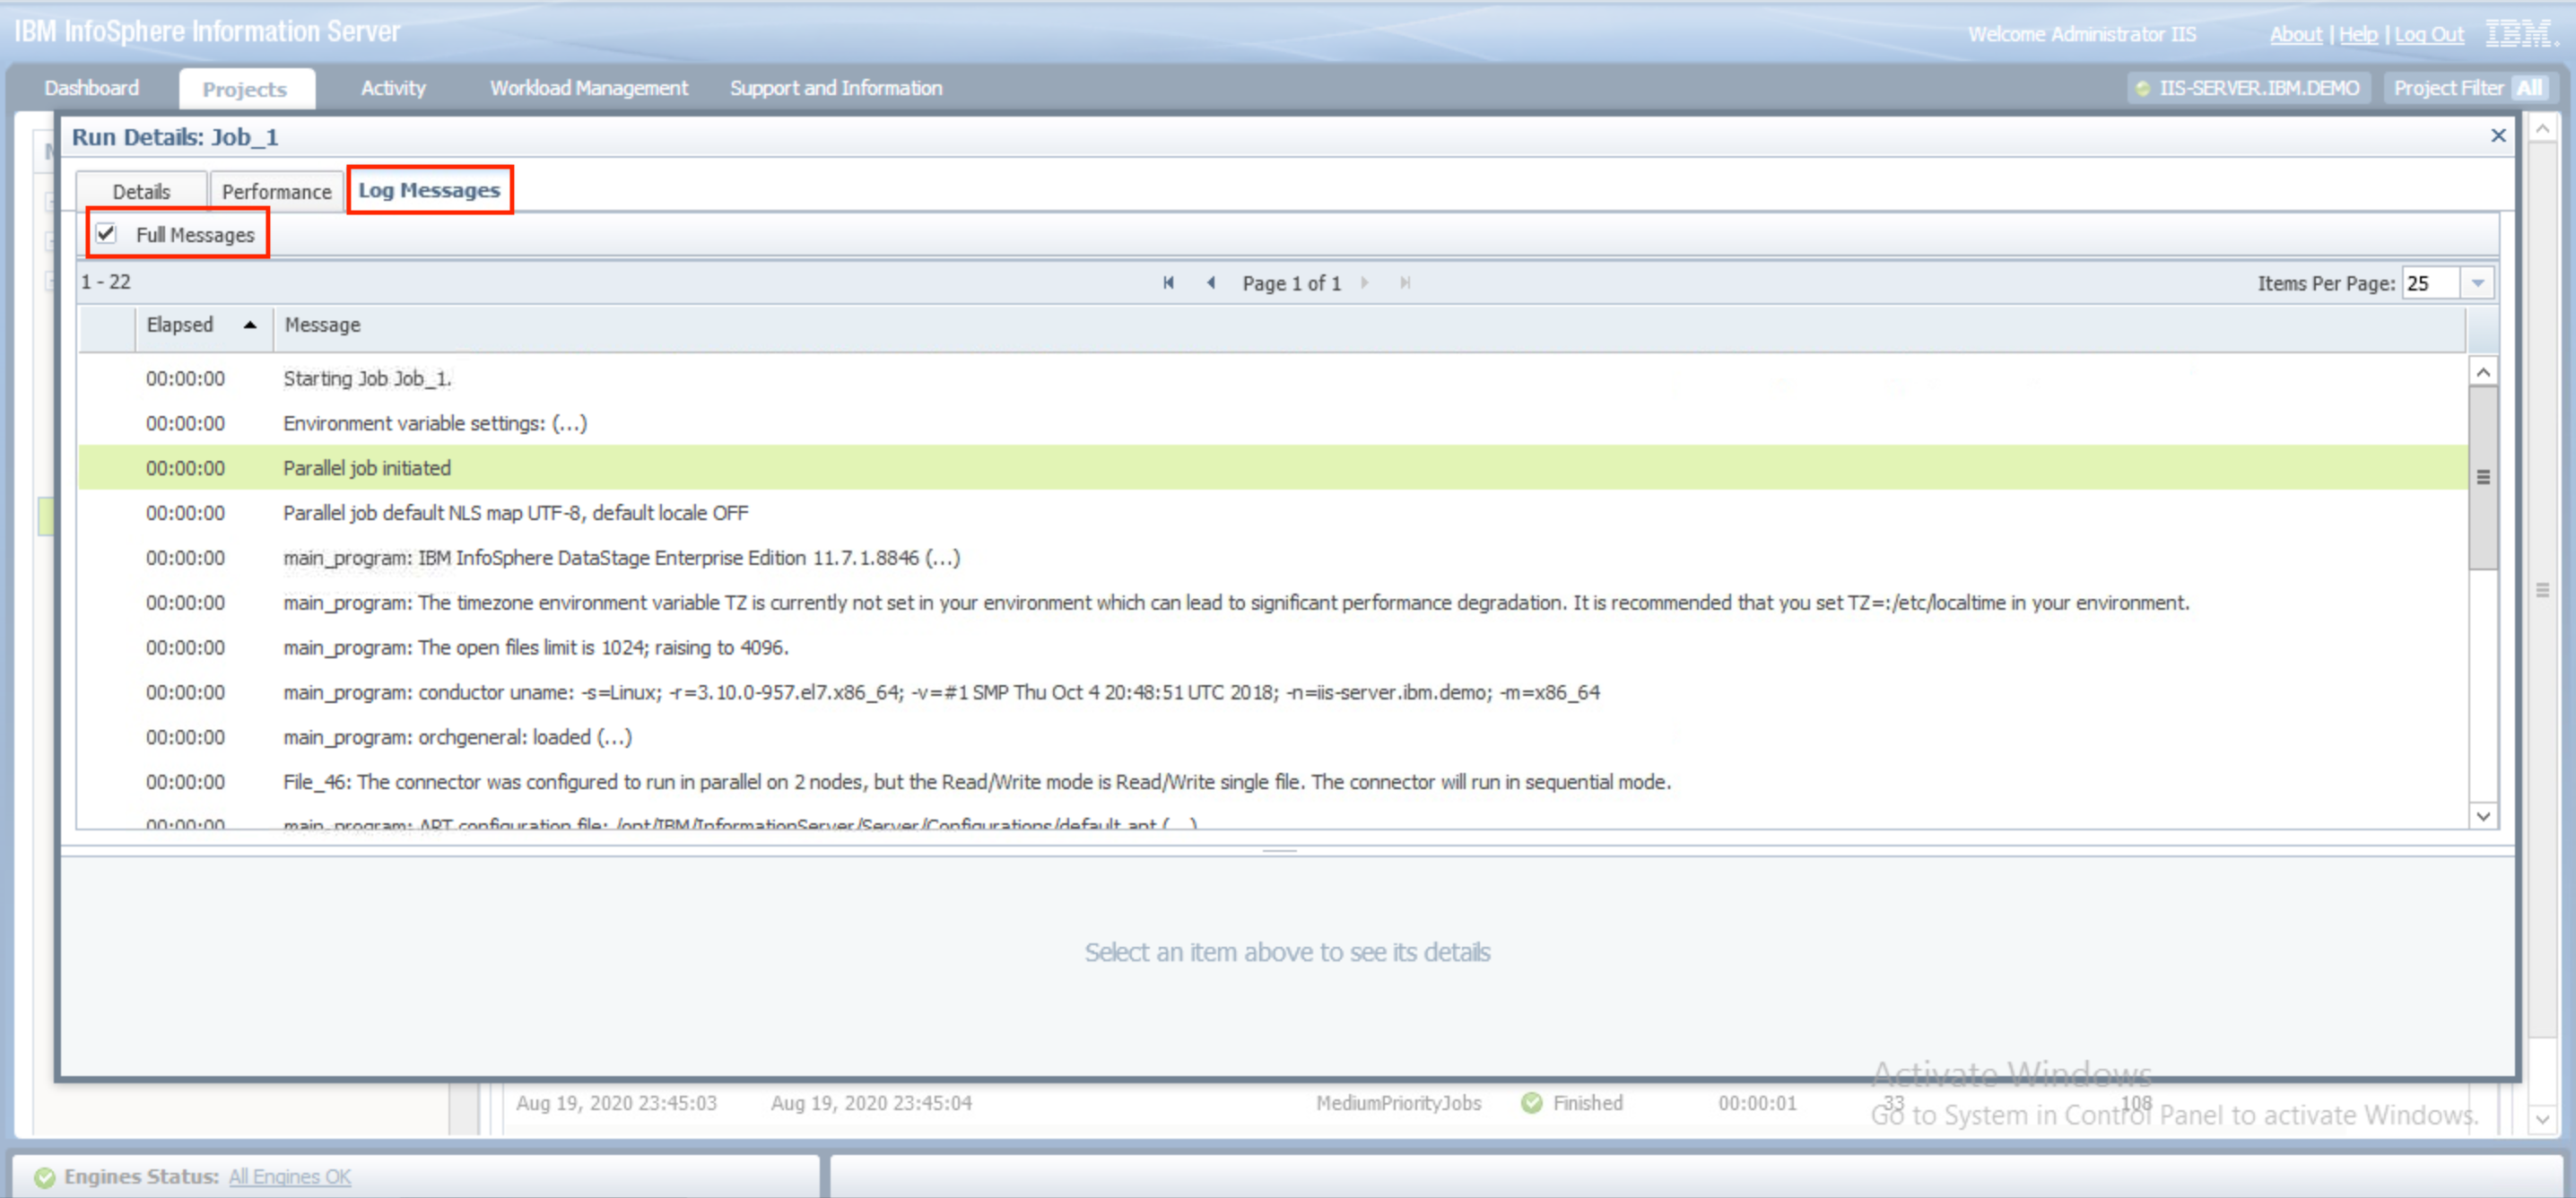 IBM InfoSphere Information Server
Welcome Administrator IIS About | Help | Log Out IBM.
Dashboard Projects Activity Workload Management Support and Information IIS-SERVER.IBM.DEMO Project Filter All
Run Details: Job_1
Details Performance Log Messages
Full Messages
1 - 22 Page 1 of 1 Items Per Page: 25
Elapsed Message
00:00:00 Starting Job Job_1.
00:00:00 Environment variable settings: (...)
00:00:00 Parallel job initiated
00:00:00 Parallel job default NLS map UTF-8, default locale OFF
00:00:00 main_program: IBM InfoSphere DataStage Enterprise Edition 11.7.1.8846 (...)
00:00:00 main_program: The timezone environment variable TZ is currently not set in your environment which can lead to significant performance degradation. It is recommended that you set TZ=:/etc/localtime in your environment.
00:00:00 main_program: The open files limit is 1024; raising to 4096.
00:00:00 main_program: conductor uname: -s=Linux; -r=3.10.0-957.el7.x86_64; -v=#1 SMP Thu Oct 4 20:48:51 UTC 2018; -n=iis-server.ibm.demo; -m=x86_64
00:00:00 main_program: orchgeneral: loaded (...)
00:00:00 File_46: The connector was configured to run in parallel on 2 nodes, but the Read/Write mode is Read/Write single file. The connector will run in sequential mode.
00:00:00 main_program: APT configuration file: /opt/IBM/InformationServer/Server/Configurations/default.apt (...)
Select an item above to see its details
Activate Windows
Aug 19, 2020 23:45:03 Aug 19, 2020 23:45:04 MediumPriorityJobs Finished 00:00:01 33 108
Go to System in Control Panel to activate Windows.
Engines Status: All Engines OK